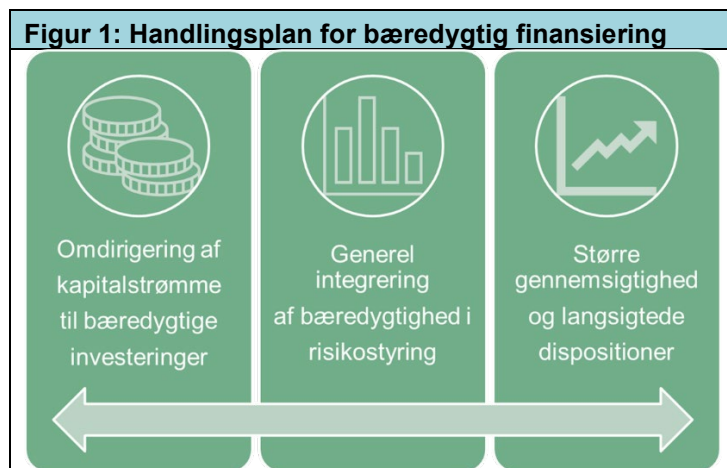 Figur 1: Handlingsplan for bæredygtig finansiering
Omdirigering af
kapitalstrømme
til bæredygtige
investeringer
Generel
integrering
af bæredygtighed i
risikostyring
Større
gennemsigtighed
og langsigtede
dispositioner